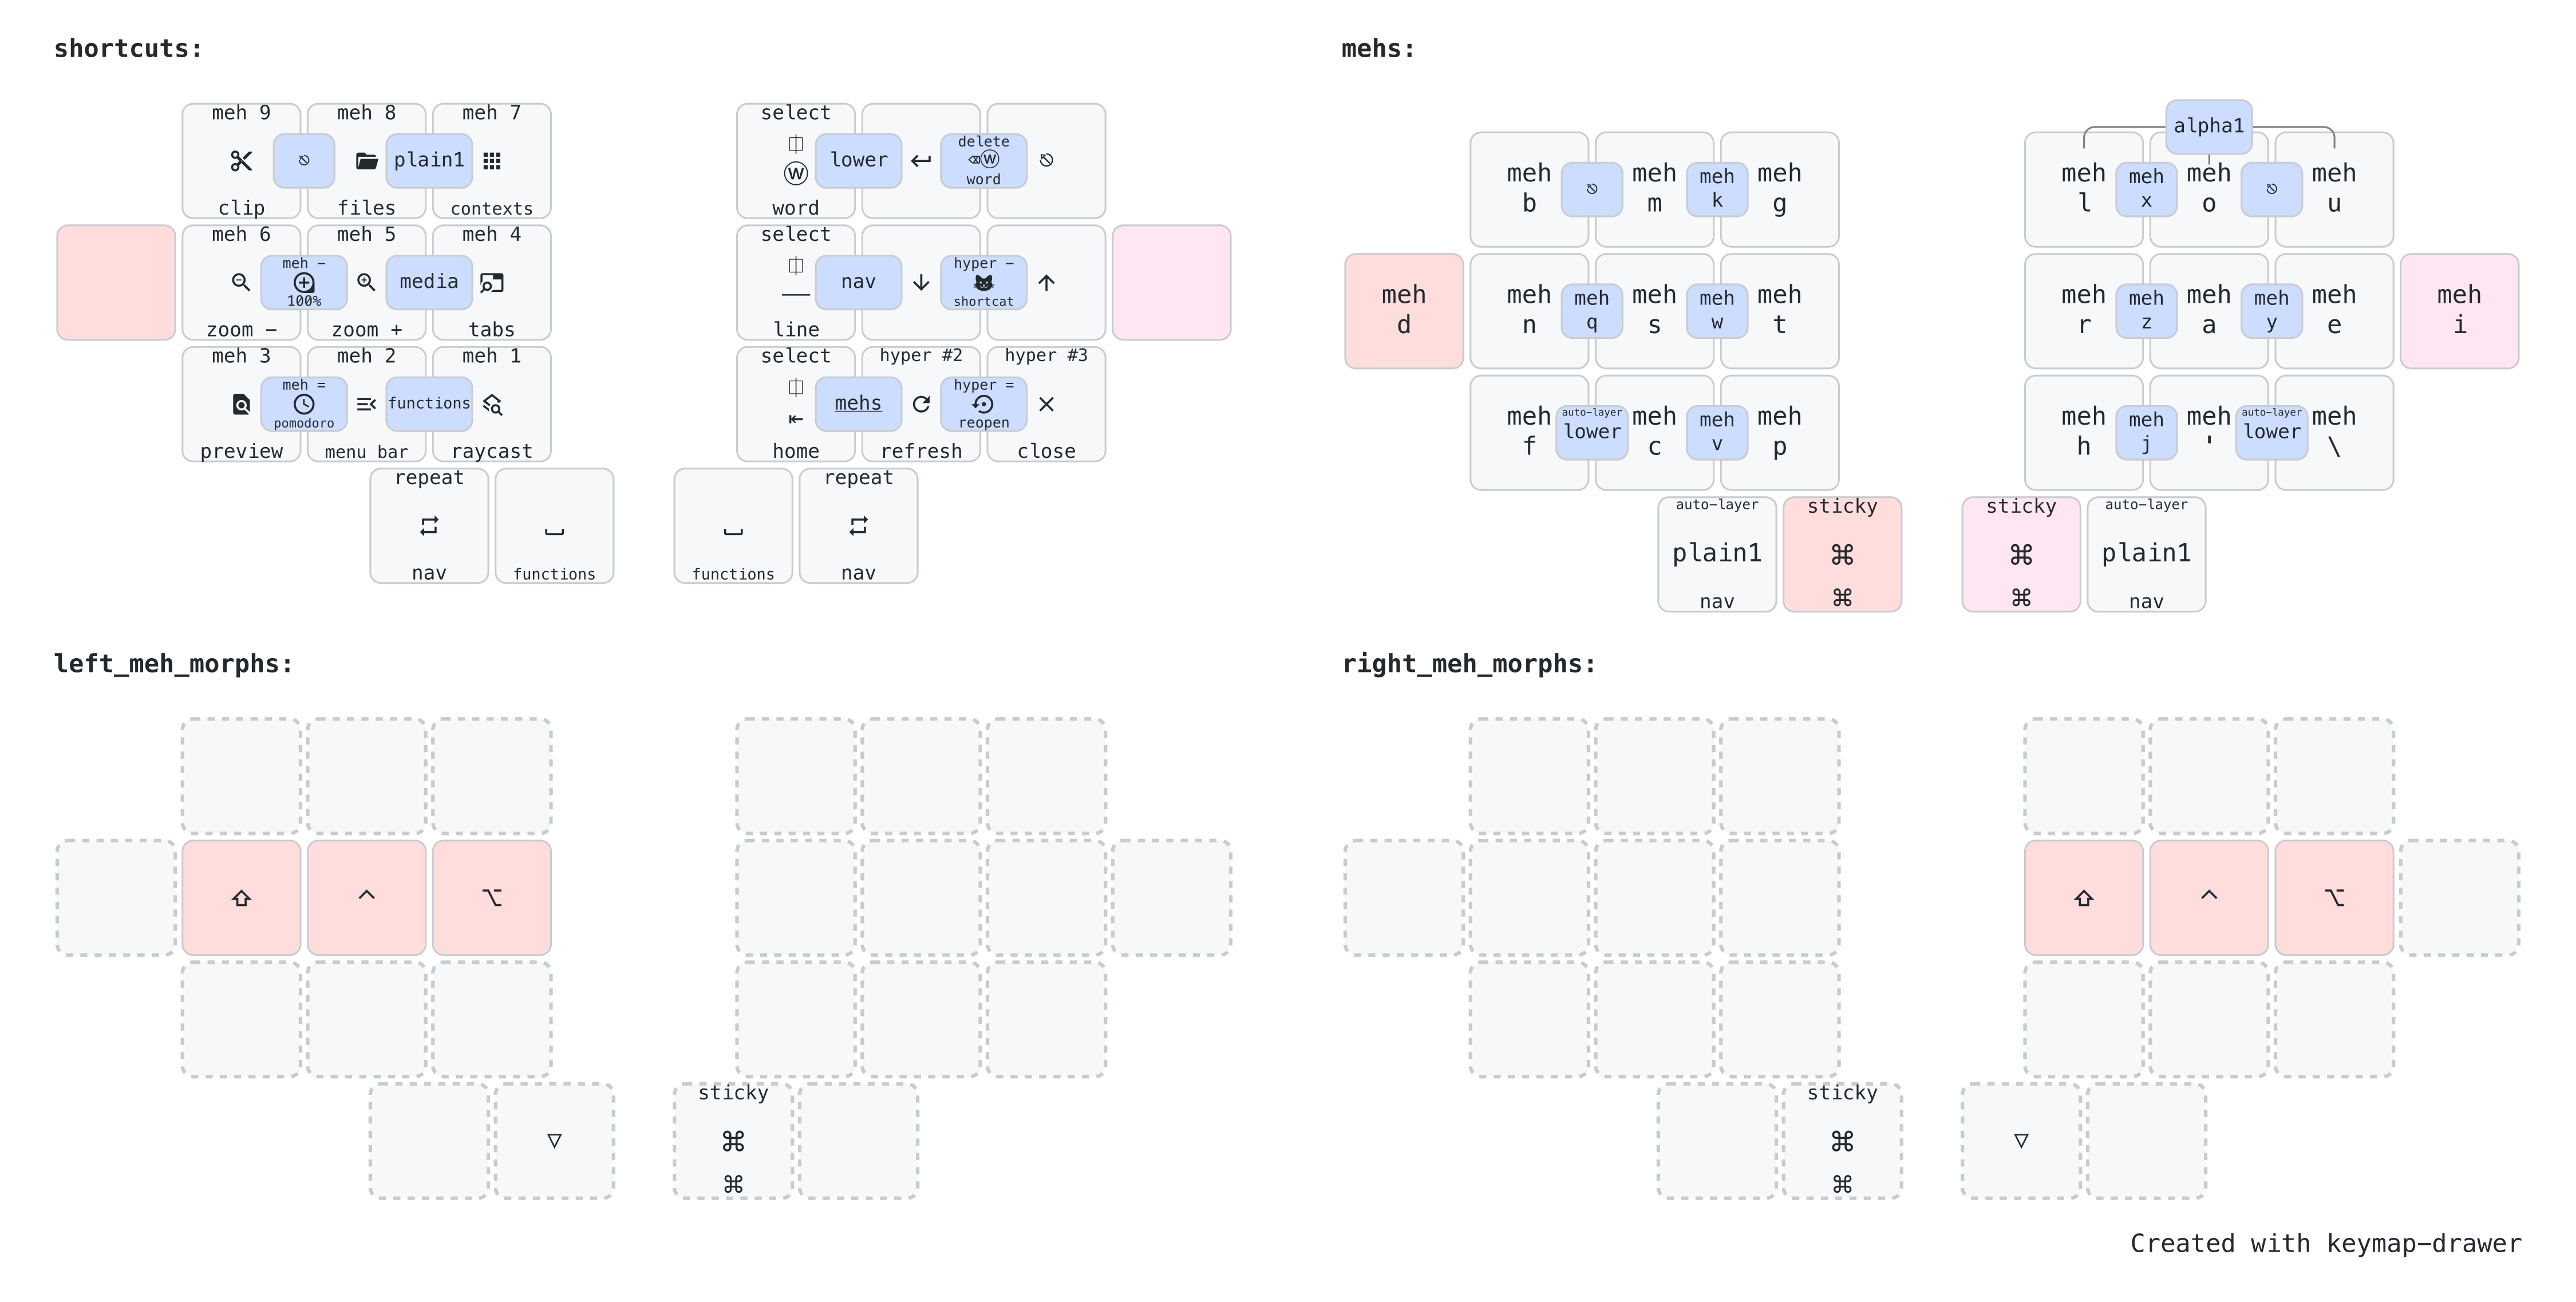 shortcuts:
meh 9 meh 8 meh 7
plain1
clip files contexts
select
W lower ↵ delete
⌫W
word
word
meh 6 meh 5 meh 4
meh −
100%
media
zoom − zoom + tabs
select
nav ↓ hyper −
shortcat
↑
line
meh 3 meh 2 meh 1
meh =
pomodoro
functions
preview menu bar raycast
select hyper #2 hyper #3
⇤ mehs hyper =
reopen
×
home refresh close
repeat
nav
functions
functions
repeat
nav
mehs:
alpha1
meh
b
meh
m
meh
k
meh
g
meh
l
meh
x
meh
o
meh
u
meh
d
meh
n
meh
q
meh
s
meh
w
meh
t
meh
r
meh
z
meh
a
meh
y
meh
e
meh
i
meh
f
auto-layer
lower
meh
c
meh
v
meh
p
meh
h
meh
j
meh
'
auto-layer
lower
meh
\
auto-layer
plain1
nav
sticky
⌘
⌘
sticky
⌘
⌘
auto-layer
plain1
nav
left_meh_morphs:
⇧ ^ ⌥
▽
sticky
⌘
⌘
right_meh_morphs:
⇧ ^ ⌥
sticky
⌘
⌘
▽
Created with keymap-drawer